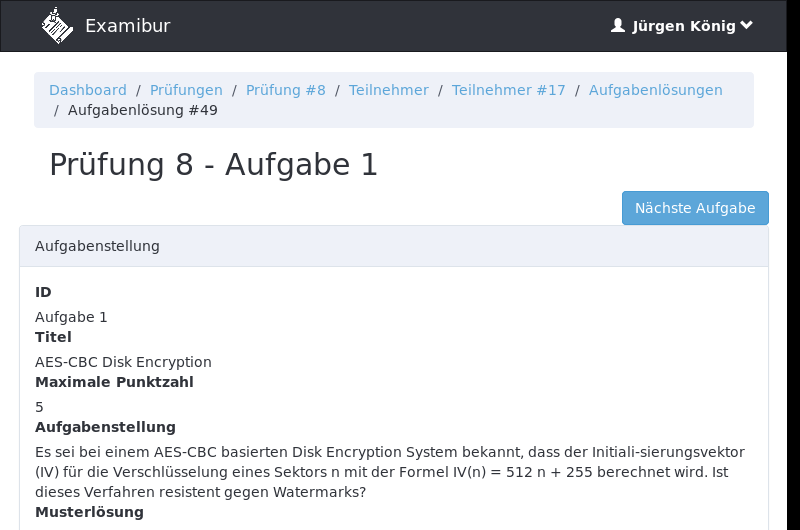 Examibur
Jürgen König
Dashboard / Prüfungen / Prüfung #8 / Teilnehmer / Teilnehmer #17 / Aufgabenlösungen
/ Aufgabenlösung #49
Prüfung 8 - Aufgabe 1
Nächste Aufgabe
Aufgabenstellung
ID
Aufgabe 1
Titel
AES-CBC Disk Encryption
Maximale Punktzahl
5
Aufgabenstellung
Es sei bei einem AES-CBC basierten Disk Encryption System bekannt, dass der Initiali-sierungsvektor
(IV) für die Verschlüsselung eines Sektors n mit der Formel IV(n) = 512 n + 255 berechnet wird. Ist
dieses Verfahren resistent gegen Watermarks?
Musterlösung